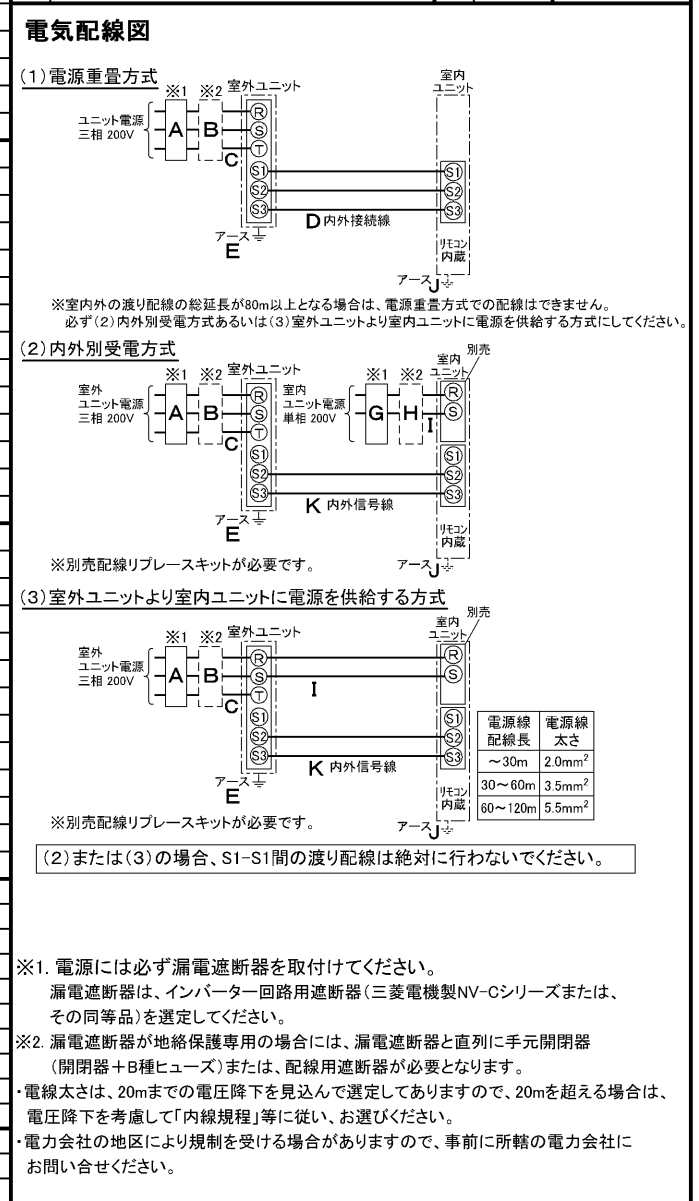 電気配線図
(1)電源重畳方式
※1 ※2 室外ユニット
室内
ユニット
ユニット電源
三相 200V
A B
C
R
S
T
S1
S2
S3
S1
S2
S3
D 内外接続線
アース
E
リモコン
内蔵
アース J
※室内外の渡り配線の総延長が80m以上となる場合は、電源重畳方式での配線はできません。
必ず(2)内外別受電方式あるいは(3)室外ユニットより室内ユニットに電源を供給する方式にしてください。
(2)内外別受電方式
※1 ※2 室外ユニット
※1 ※2
室内
ユニット
別売
室外
ユニット電源
三相 200V
A B
C
R
S
T
S1
S2
S3
室内
ユニット電源
単相 200V
G H
I
R
S
S1
S2
S3
K 内外信号線
アース
E
リモコン
内蔵
※別売配線リプレースキットが必要です。
アース J
(3)室外ユニットより室内ユニットに電源を供給する方式
※1 ※2 室外ユニット
室内
ユニット
別売
室外
ユニット電源
三相 200V
A B
C
R
S
T
S1
S2
S3
I
R
S
S1
S2
S3
K 内外信号線
アース
E
リモコン
内蔵
電源線 電源線
配線長 太さ
～30m 2.0mm²
30～60m 3.5mm²
60～120m 5.5mm²
※別売配線リプレースキットが必要です。
アース J
(2)または(3)の場合、S1-S1間の渡り配線は絶対に行わないでください。
※1. 電源には必ず漏電遮断器を取付けてください。
漏電遮断器は、インバーター回路用遮断器(三菱電機製NV-Cシリーズまたは、
その同等品)を選定してください。
※2. 漏電遮断器が地絡保護専用の場合には、漏電遮断器と直列に手元開閉器
(開閉器+B種ヒューズ)または、配線用遮断器が必要となります。
・電線太さは、20mまでの電圧降下を見込んで選定してありますので、20mを超える場合は、
電圧降下を考慮して「内線規程」等に従い、お選びください。
・電力会社の地区により規制を受ける場合がありますので、事前に所轄の電力会社に
お問い合せください。